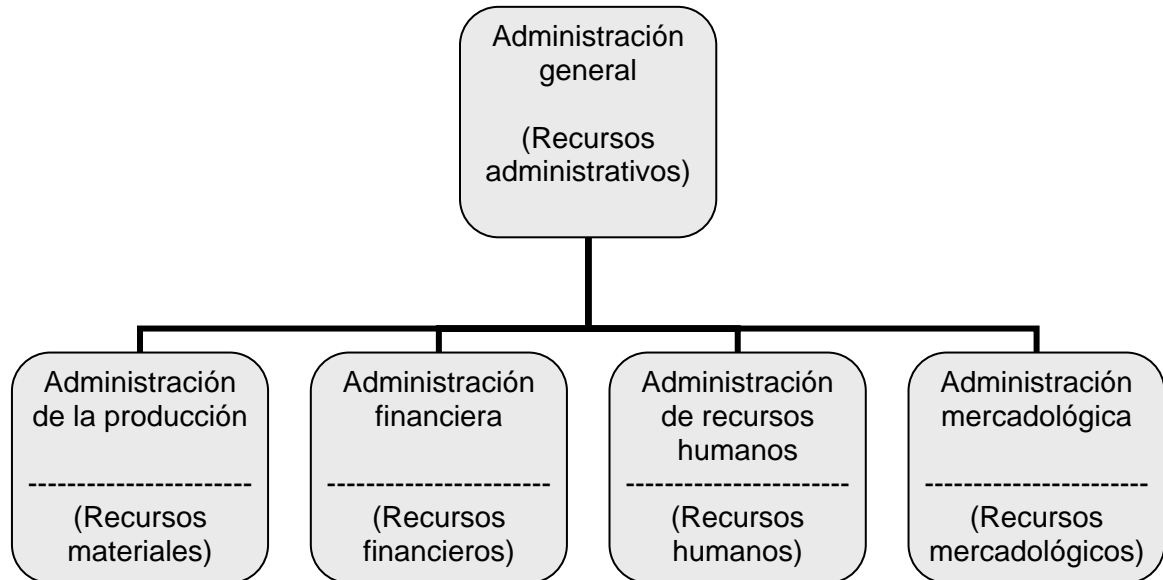 Administración
general
(Recursos
administrativos)
Administración
de la producción
-----------------------
(Recursos
materiales)
Administración
financiera
-----------------------
(Recursos
financieros)
Administración
de recursos
humanos
-----------------------
(Recursos
humanos)
Administración
mercadológica
-----------------------
(Recursos
mercadológicos)